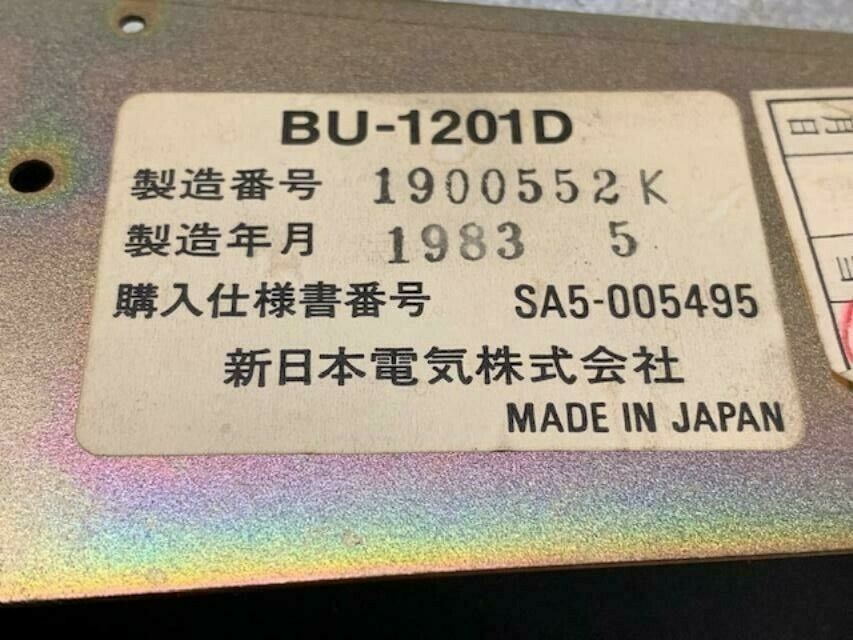 BU-1201D
製造番号 1900552K
製造年月 1983 5
購入仕様書番号 SA5-005495
新日本電気株式会社
MADE IN JAPAN